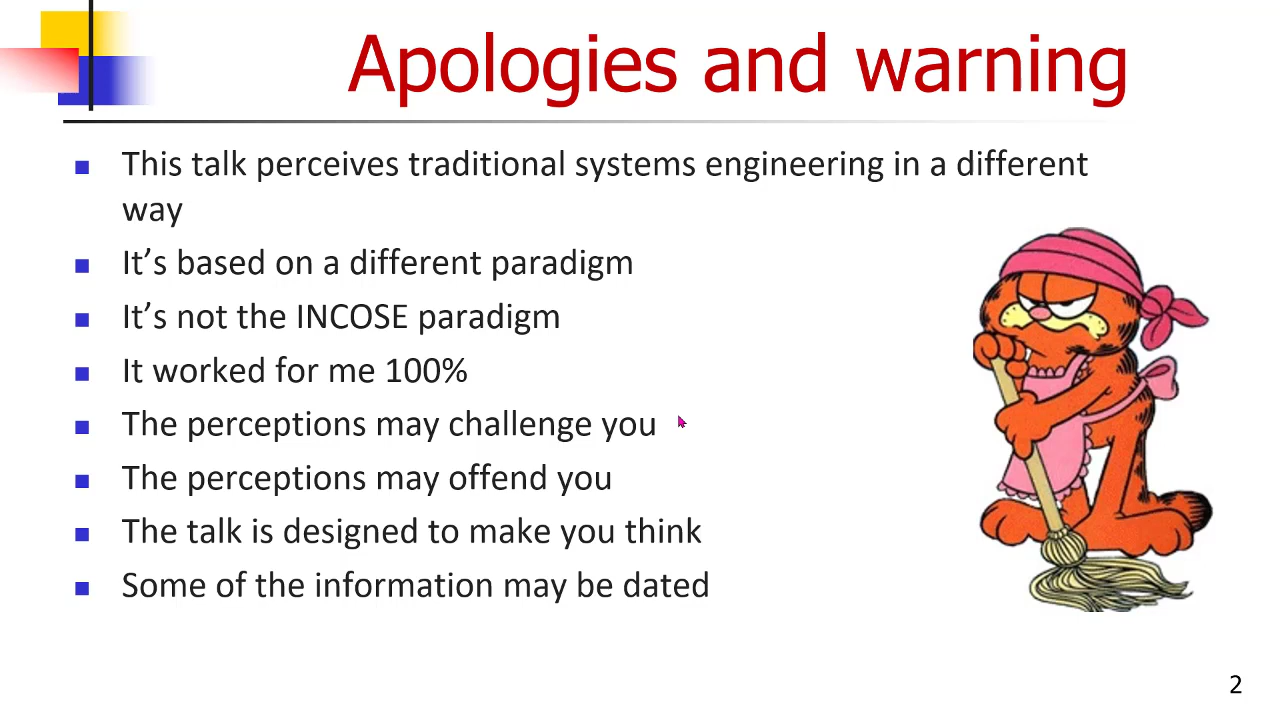 Apologies and warning
This talk perceives traditional systems engineering in a different
way
It’s based on a different paradigm
It’s not the INCOSE paradigm
It worked for me 100%
The perceptions may challenge you
The perceptions may offend you
The talk is designed to make you think
Some of the information may be dated
2